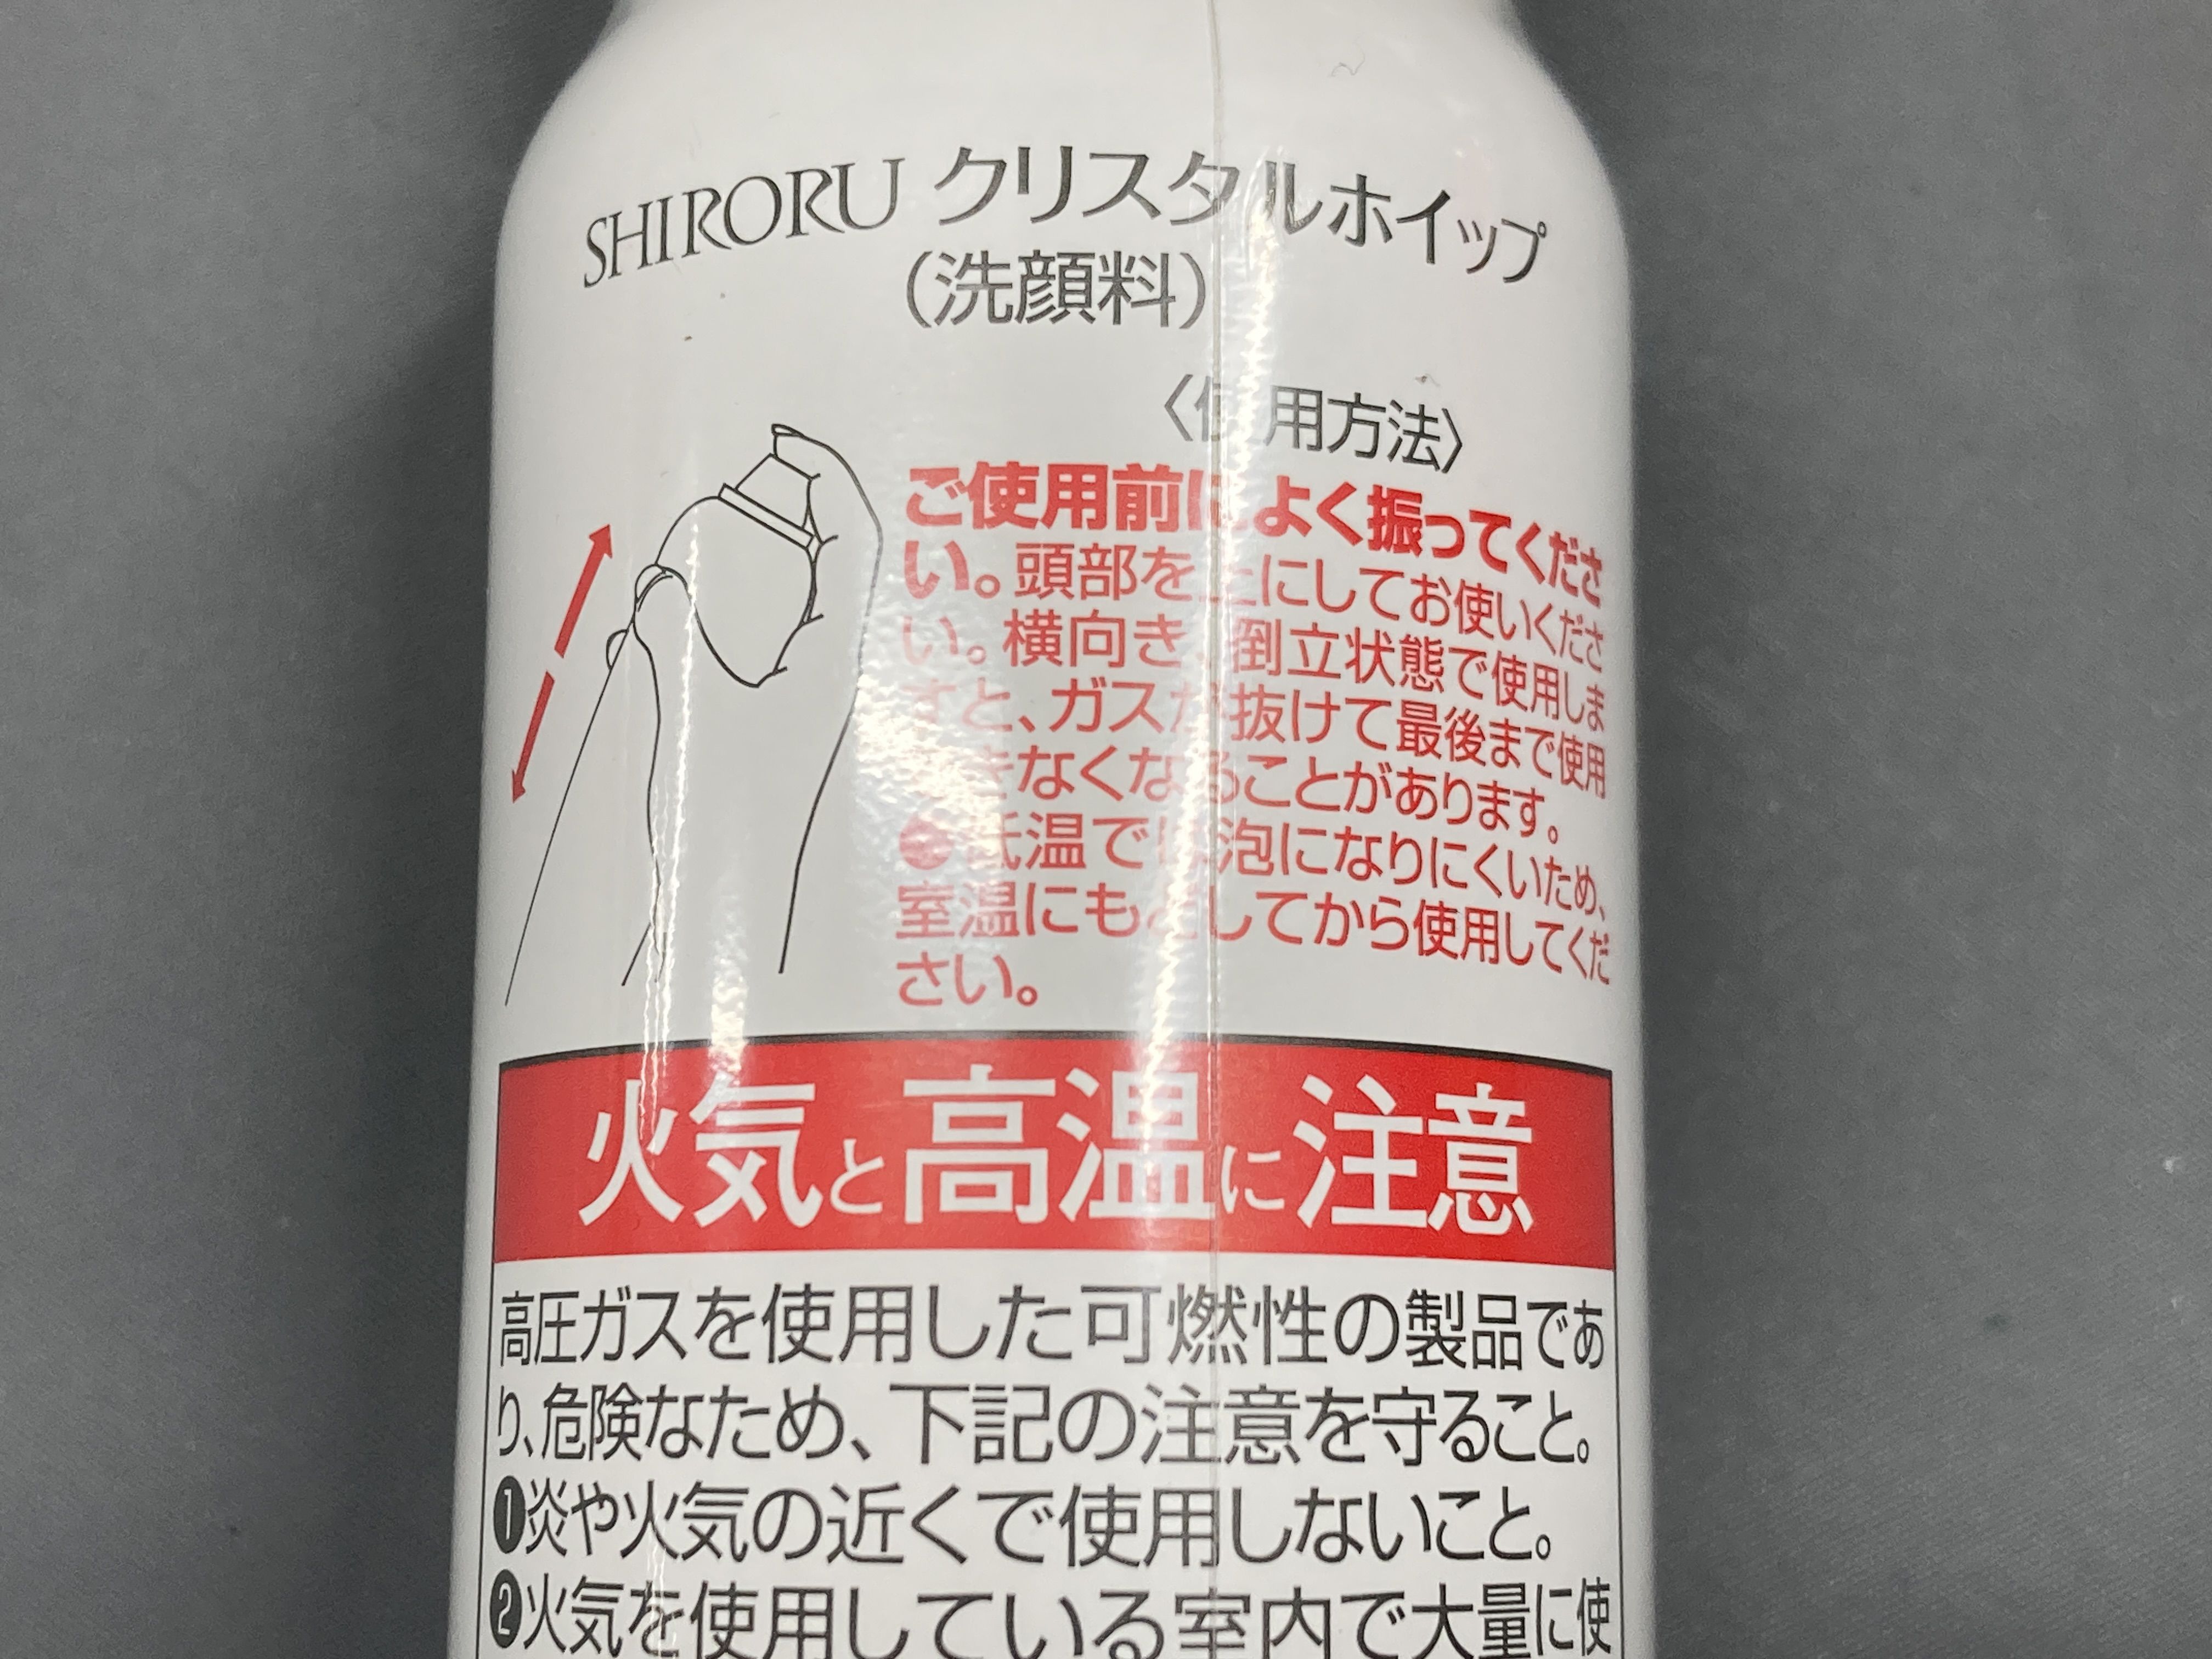 SHIRORU クリスタルホイップ
（洗顔料）
〈使用方法〉
ご使用前によく振ってくださ
い。頭部を上にしてお使いくださ
い。横向き、倒立状態で使用しま
すと、ガスが抜けて最後まで使用
できなくなることがあります。
●低温では泡になりにくいため、
室温にもどしてから使用してくだ
さい。
火気と高温に注意
高圧ガスを使用した可燃性の製品であ
り、危険なため、下記の注意を守ること。
❶炎や火気の近くで使用しないこと。
❷火気を使用している室内で大量に使